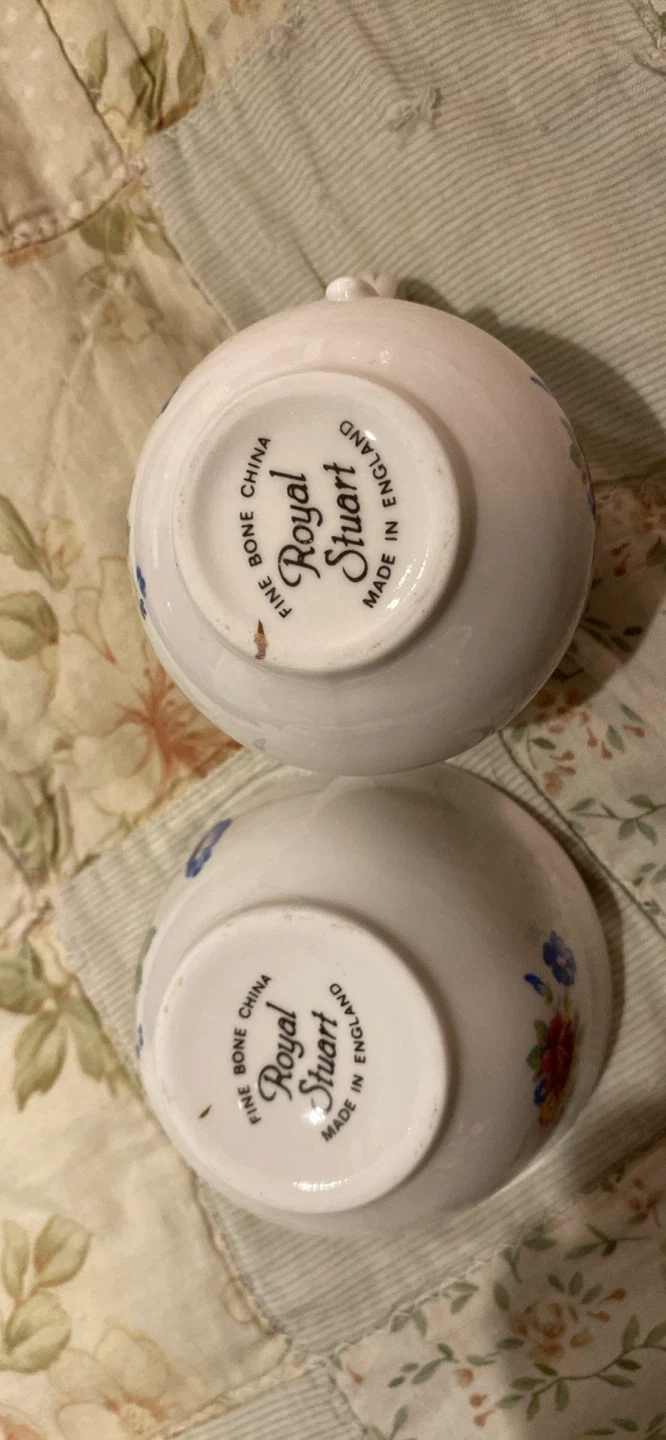 FINE BONE CHINA
Royal
Stuart
MADE IN ENGLAND
FINE BONE CHINA
Royal
Stuart
MADE IN ENGLAND